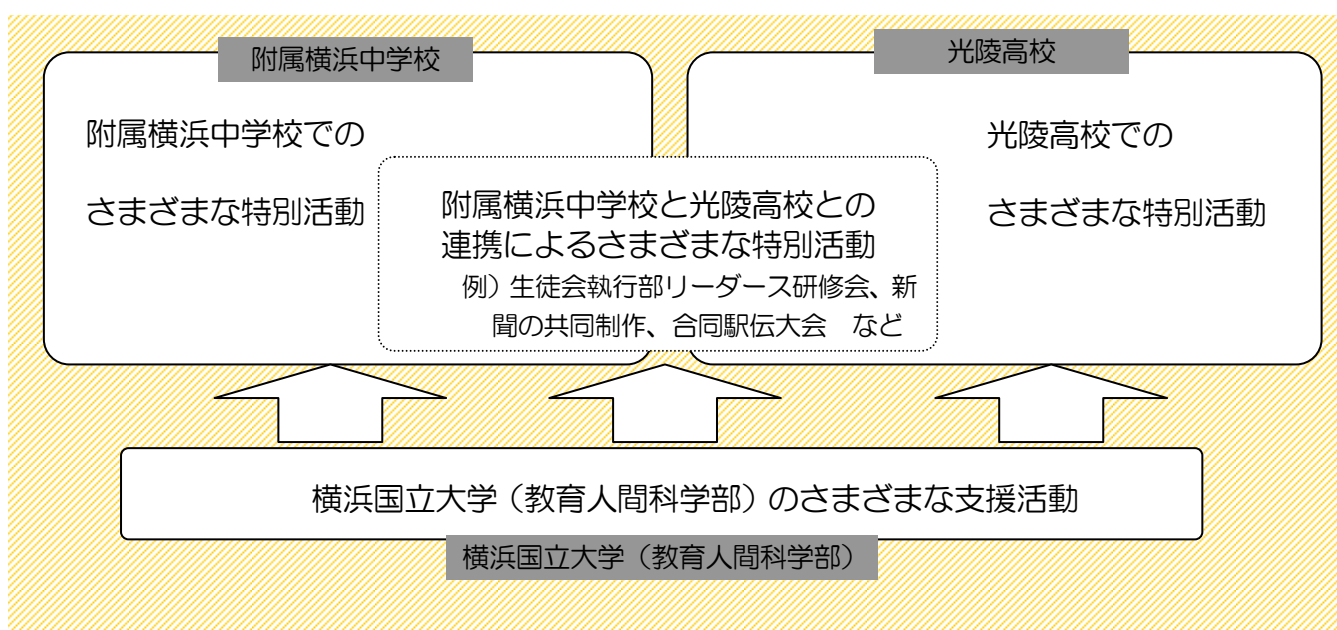 附属横浜中学校
光陵高校
附属横浜中学校での
さまざまな特別活動
光陵高校での
さまざまな特別活動
附属横浜中学校と光陵高校との
連携によるさまざまな特別活動
例）生徒会執行部リーダース研修会、新
聞の共同制作、合同駅伝大会　など
横浜国立大学（教育人間科学部）のさまざまな支援活動
横浜国立大学（教育人間科学部）